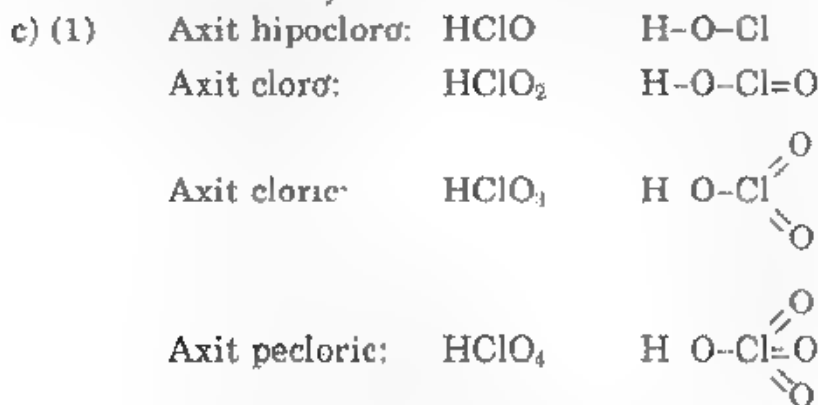 c) (1) Axit hipoclorơ: HClO H-O-Cl
Axit clorơ: HClO₂ H-O-Cl=O
O
Axit cloric: HClO₃ H O-Cl
O
O
Axit pecloric: HClO₄ H O-Cl=O
O